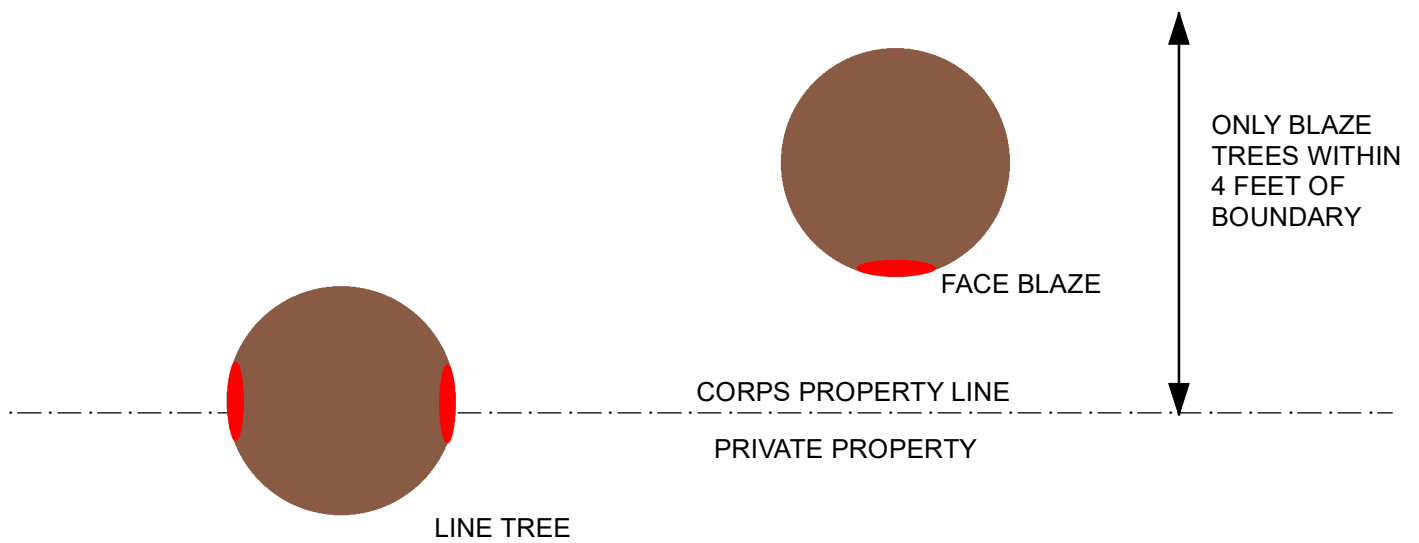 ONLY BLAZE
TREES WITHIN
4 FEET OF
BOUNDARY
FACE BLAZE
CORPS PROPERTY LINE
PRIVATE PROPERTY
LINE TREE